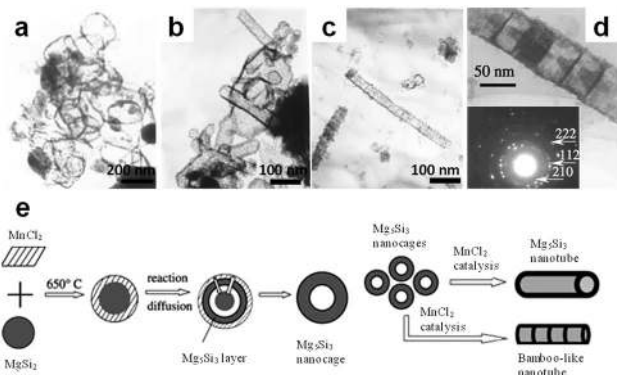 a
200 nm
b
100 nm
c
100 nm
d
50 nm
222
112
210
e
MnCl2
650° C
MgSi2
reaction
diffusion
Mg5Si3 layer
Mg5Si3
nanocage
Mg5Si3
nanocages
MnCl2
catalysis
MnCl2
catalysis
Mg5Si3
nanotube
Bamboo-like
nanotube